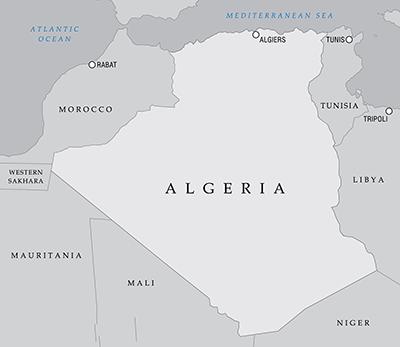 ATLANTIC
OCEAN
MEDITERRANEAN SEA
ALGIERS
TUNIS
RABAT
MOROCCO
TUNISIA
TRIPOLI
WESTERN
SAKHARA
ALGERIA
LIBYA
MAURITANIA
MALI
NIGER